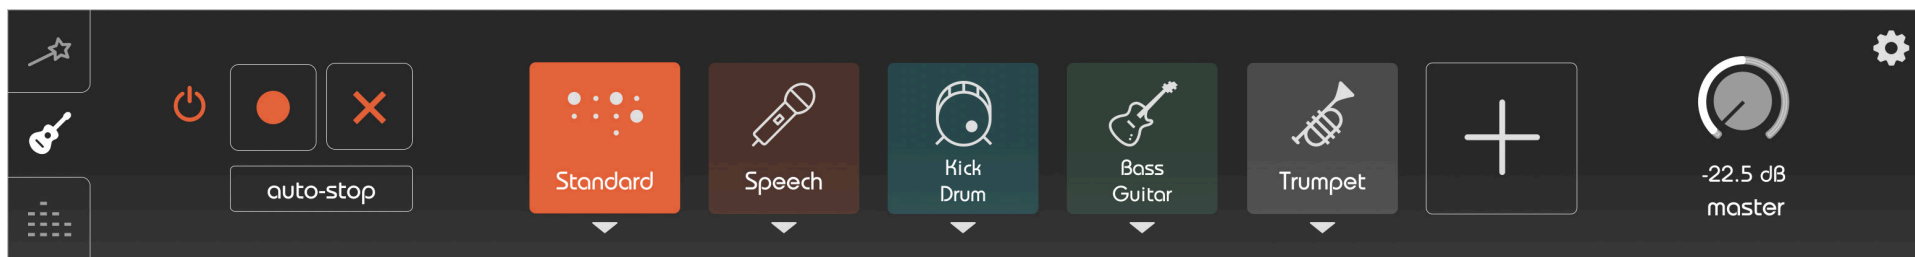 auto-stop
Standard
Speech
Kick
Drum
Bass
Guitar
Trumpet
-22.5 dB
master